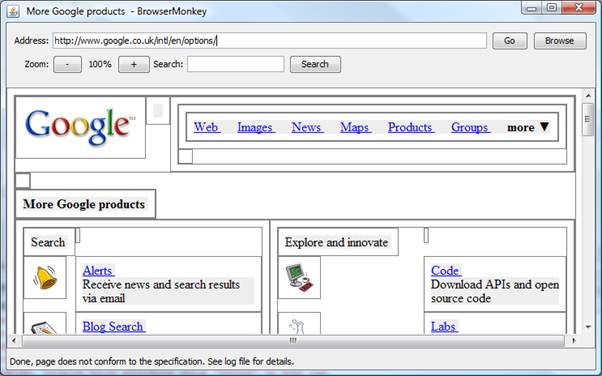 More Google products - BrowserMonkey
Address: http://www.google.co.uk/intl/en/options/ Go Browse
Zoom: - 100% + Search: Search
Google™ Web Images News Maps Products Groups more ▼
More Google products
Search Explore and innovate
Alerts Code
Receive news and search results Download APIs and open
via email source code
Blog Search Labs
Done, page does not conform to the specification. See log file for details.